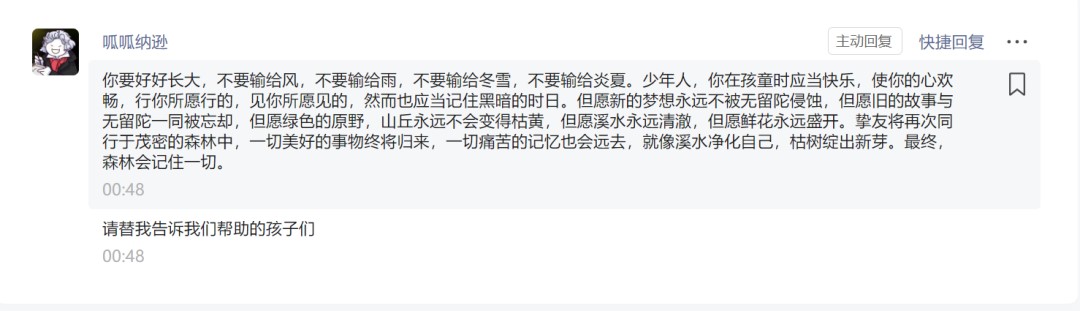 呱呱纳逊
主动回复
快捷回复
你要好好长大，不要输给风，不要输给雨，不要输给冬雪，不要输给炎夏。少年人，你在孩童时应当快乐，使你的心欢
畅，行你所愿行的，见你所愿见的，然而也应当记住黑暗的时日。但愿新的梦想永远不被无留陀侵蚀，但愿旧的故事与
无留陀一同被忘却，但愿绿色的原野，山丘永远不会变得枯黄，但愿溪水永远清澈，但愿鲜花永远盛开。挚友将再次同
行于茂密的森林中，一切美好的事物终将归来，一切痛苦的记忆也会远去，就像溪水净化自己，枯树绽出新芽。最终，
森林会记住一切。
00:48
请替我告诉我们帮助的孩子们
00:48